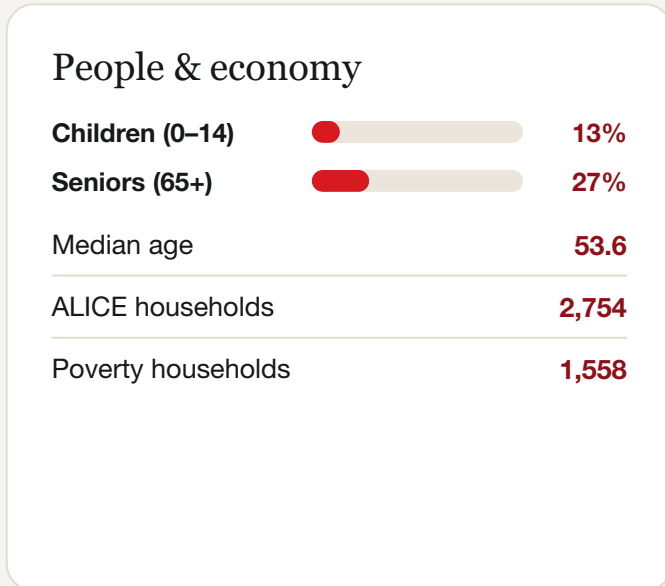 People & economy
Children (0–14) 13%
Seniors (65+) 27%
Median age 53.6
ALICE households 2,754
Poverty households 1,558